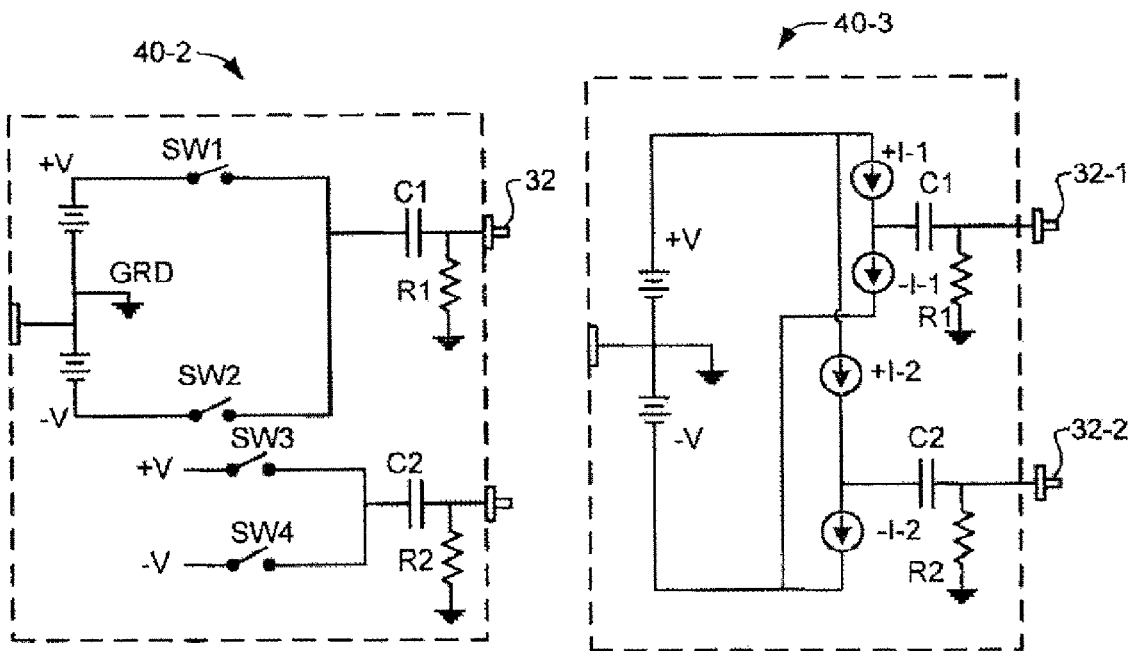 40-2
+V
SW1
C1
32
GRD
R1
SW2
-V
SW3
+V
C2
SW4
-V
R2
40-3
+I-1
C1
32-1
+V
-I-1
R1
+I-2
-V
C2
32-2
-I-2
R2